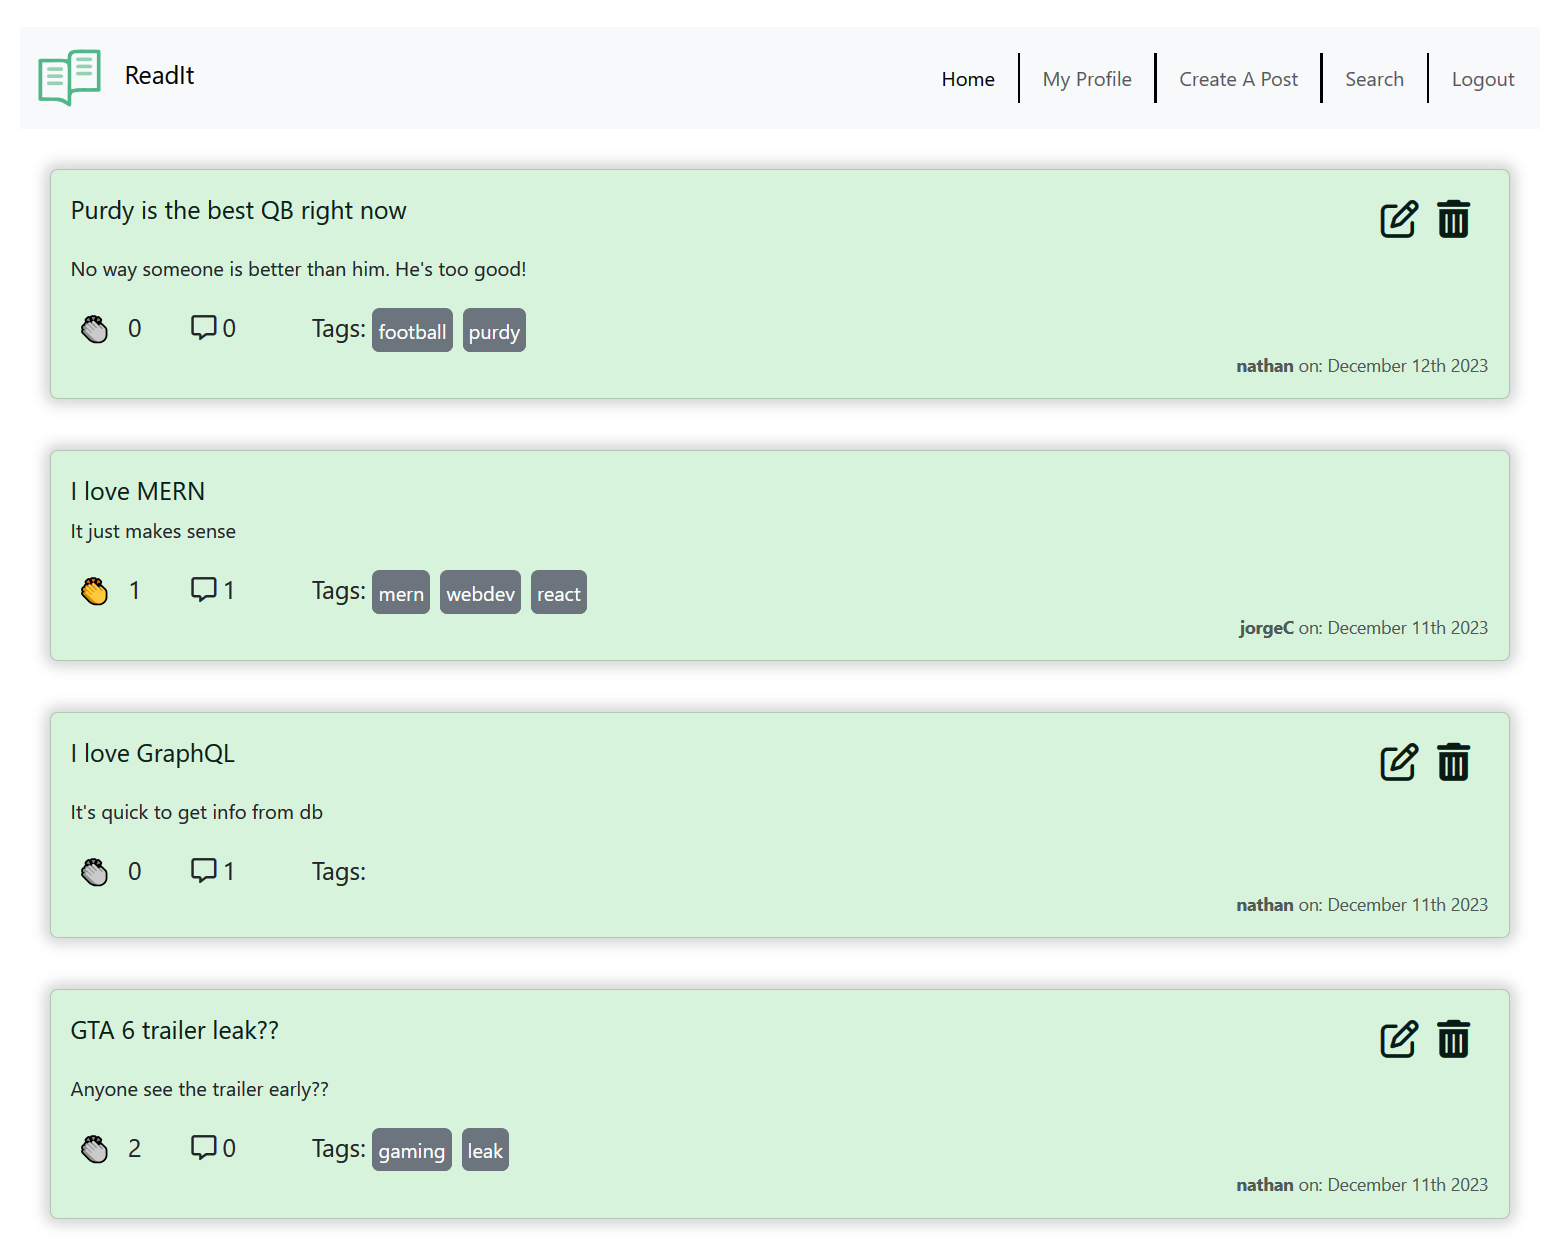 ReadIt
Home My Profile Create A Post Search Logout
Purdy is the best QB right now
No way someone is better than him. He's too good!
0 0 Tags: football purdy
nathan on: December 12th 2023
I love MERN
It just makes sense
1 1 Tags: mern webdev react
jorgeC on: December 11th 2023
I love GraphQL
It's quick to get info from db
0 1 Tags:
nathan on: December 11th 2023
GTA 6 trailer leak??
Anyone see the trailer early??
2 0 Tags: gaming leak
nathan on: December 11th 2023